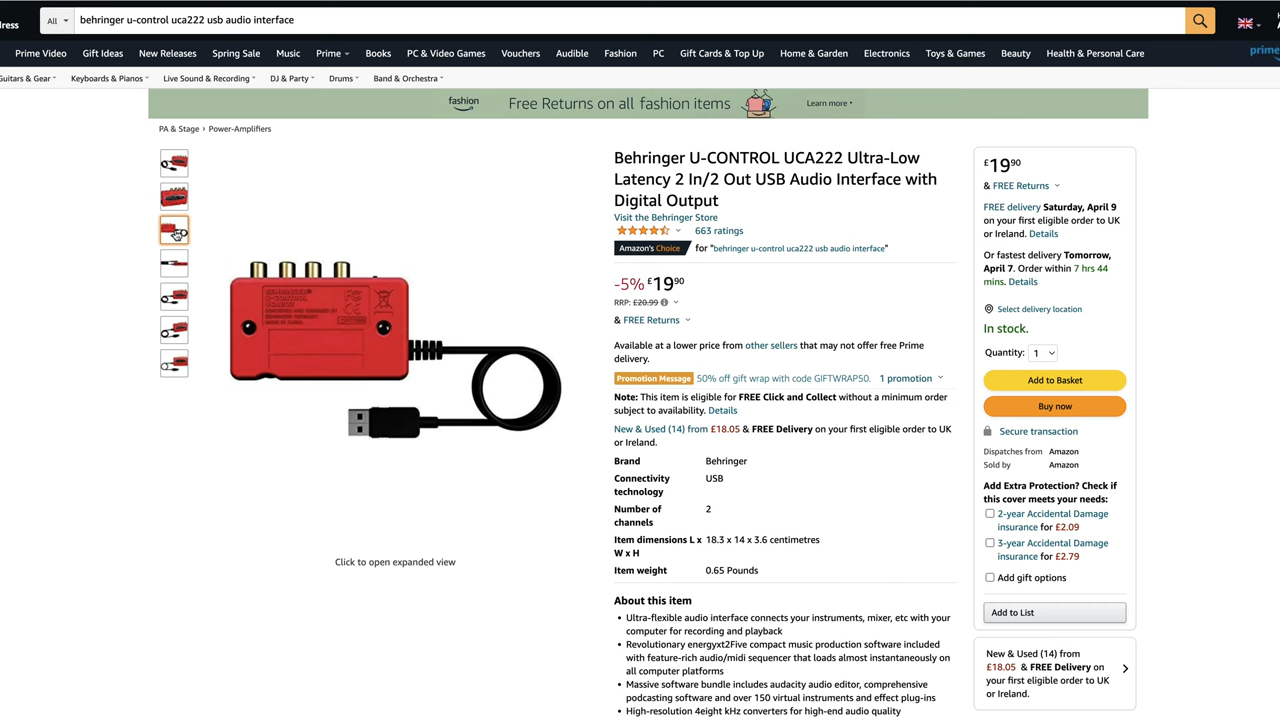 dress
All
behringer u-control uca222 usb audio interface
Prime Video Gift Ideas New Releases Spring Sale Music Prime Books PC & Video Games Vouchers Audible Fashion PC Gift Cards & Top Up Home & Garden Electronics Toys & Games Beauty Health & Personal Care
prime
Guitars & Gear Keyboards & Pianos Live Sound & Recording DJ & Party Drums Band & Orchestra
fashion Free Returns on all fashion items Learn more
PA & Stage › Power-Amplifiers
Behringer U-CONTROL UCA222 Ultra-Low
Latency 2 In/2 Out USB Audio Interface with
Digital Output
Visit the Behringer Store
663 ratings
Amazon's Choice for "behringer u-control uca222 usb audio interface"
-5% £1990
RRP: £20.99
& FREE Returns
Available at a lower price from other sellers that may not offer free Prime
delivery.
Promotion Message 50% off gift wrap with code GIFTWRAP50. 1 promotion
Note: This item is eligible for FREE Click and Collect without a minimum order
subject to availability. Details
New & Used (14) from £18.05 & FREE Delivery on your first eligible order to UK
or Ireland.
Brand Behringer
Connectivity USB
technology
Number of 2
channels
Item dimensions L x 18.3 x 14 x 3.6 centimetres
W x H
Item weight 0.65 Pounds
About this item
• Ultra-flexible audio interface connects your instruments, mixer, etc with your
computer for recording and playback
• Revolutionary energyxt2Five compact music production software included
with feature-rich audio/midi sequencer that loads almost instantaneously on
all computer platforms
• Massive software bundle includes audacity audio editor, comprehensive
podcasting software and over 150 virtual instruments and effect plug-ins
• High-resolution 4eight kHz converters for high-end audio quality
BEHRINGER
U-CONTROL
UCA202
Click to open expanded view
£1990
& FREE Returns
FREE delivery Saturday, April 9
on your first eligible order to UK
or Ireland. Details
Or fastest delivery Tomorrow,
April 7. Order within 7 hrs 44
mins. Details
Select delivery location
In stock.
Quantity: 1
Add to Basket
Buy now
Secure transaction
Dispatches from Amazon
Sold by Amazon
Add Extra Protection? Check if
this cover meets your needs:
2-year Accidental Damage
insurance for £2.09
3-year Accidental Damage
insurance for £2.79
Add gift options
Add to List
New & Used (14) from
£18.05 & FREE Delivery on
your first eligible order to UK
or Ireland.